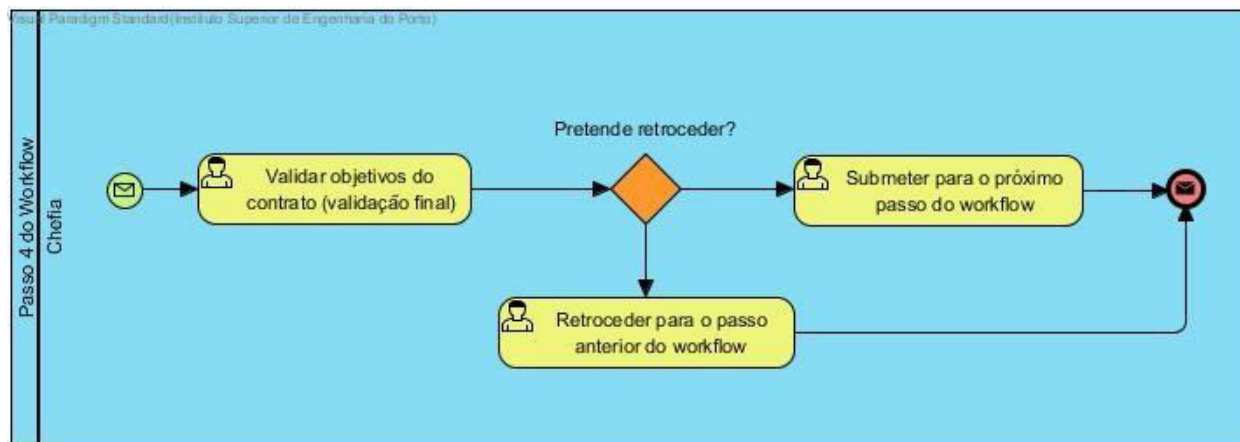 Visual Paradigm Standard(Instituto Superior de Engenharia do Porto)
Passo 4 do Workflow
Chefia
Pretende retroceder?
Validar objetivos do
contrato (validação final)
Submeter para o próximo
passo do workflow
Retroceder para o passo
anterior do workflow